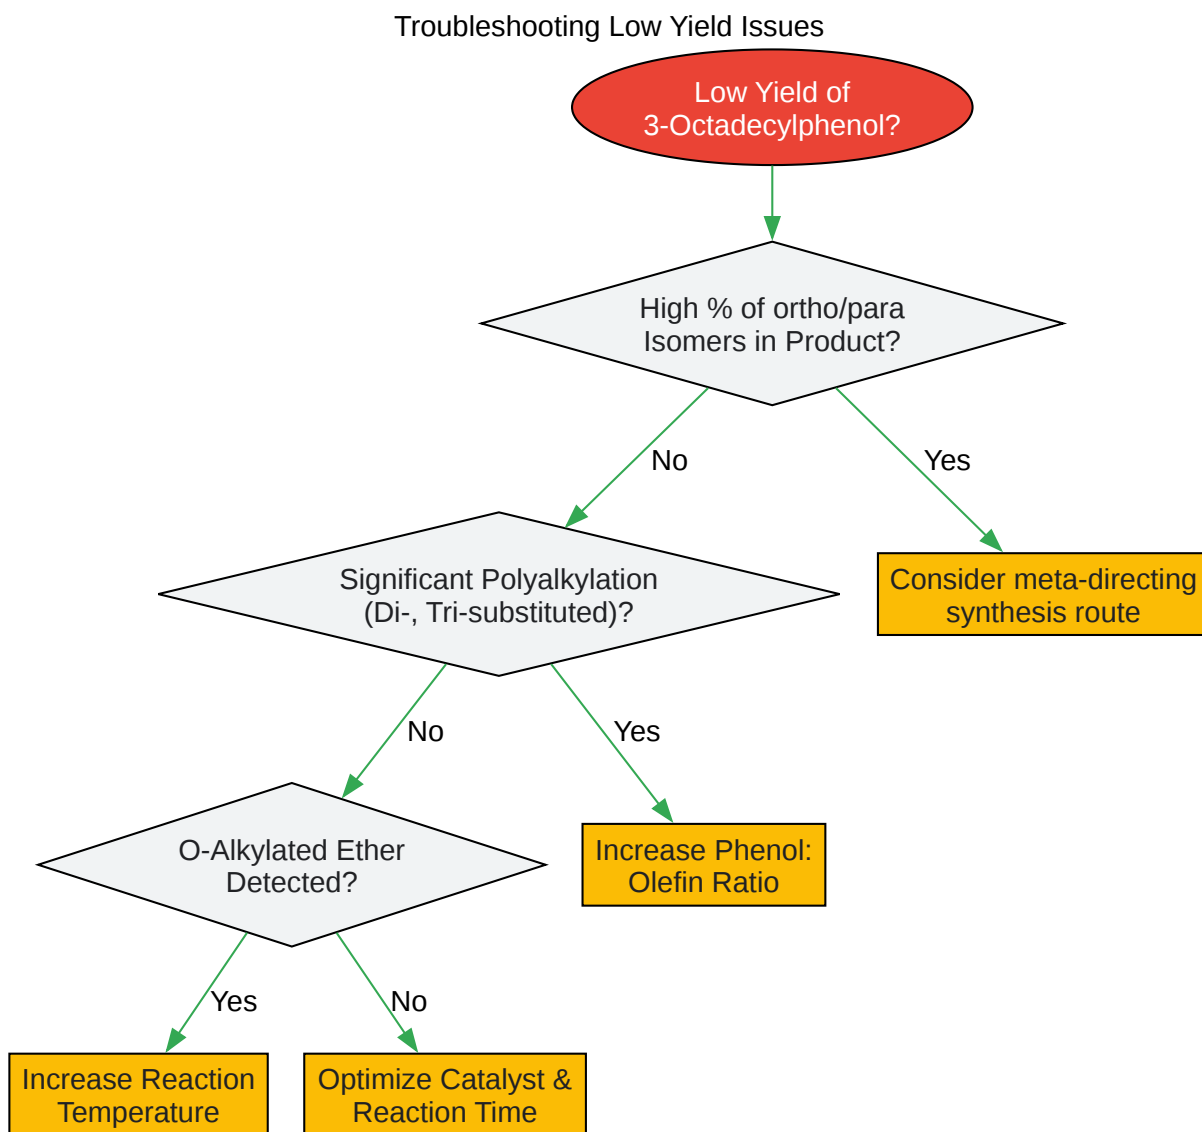 Troubleshooting Low Yield Issues
Low Yield of
3-Octadecylphenol?
High % of ortho/para
Isomers in Product?
No
Yes
Significant Polyalkylation
(Di-, Tri-substituted)?
Consider meta-directing
synthesis route
No
Yes
O-Alkylated Ether
Detected?
Increase Phenol:
Olefin Ratio
Yes
No
Increase Reaction
Temperature
Optimize Catalyst &
Reaction Time